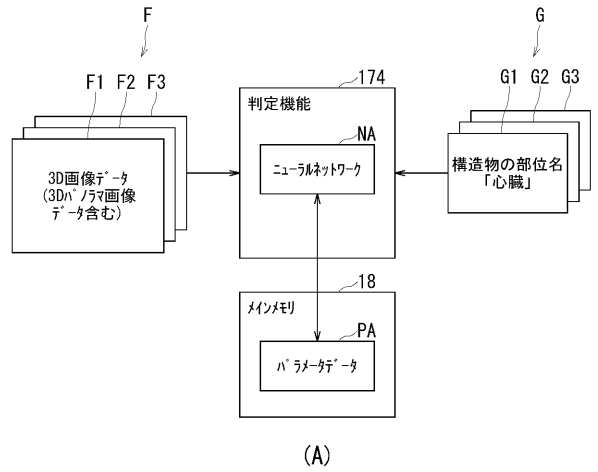 F
G
F1
F2
F3
174
G1
G2
G3
判定機能
NA
ﾆｭｰﾗﾙﾈｯﾄﾜｰｸ
3D画像ﾃﾞｰﾀ
(3Dﾊﾟﾉﾗﾏ画像
ﾃﾞｰﾀ含む)
構造物の部位名
「心臓」
18
ﾒｲﾝﾒﾓﾘ
PA
ﾊﾟﾗﾒｰﾀﾃﾞｰﾀ
(A)